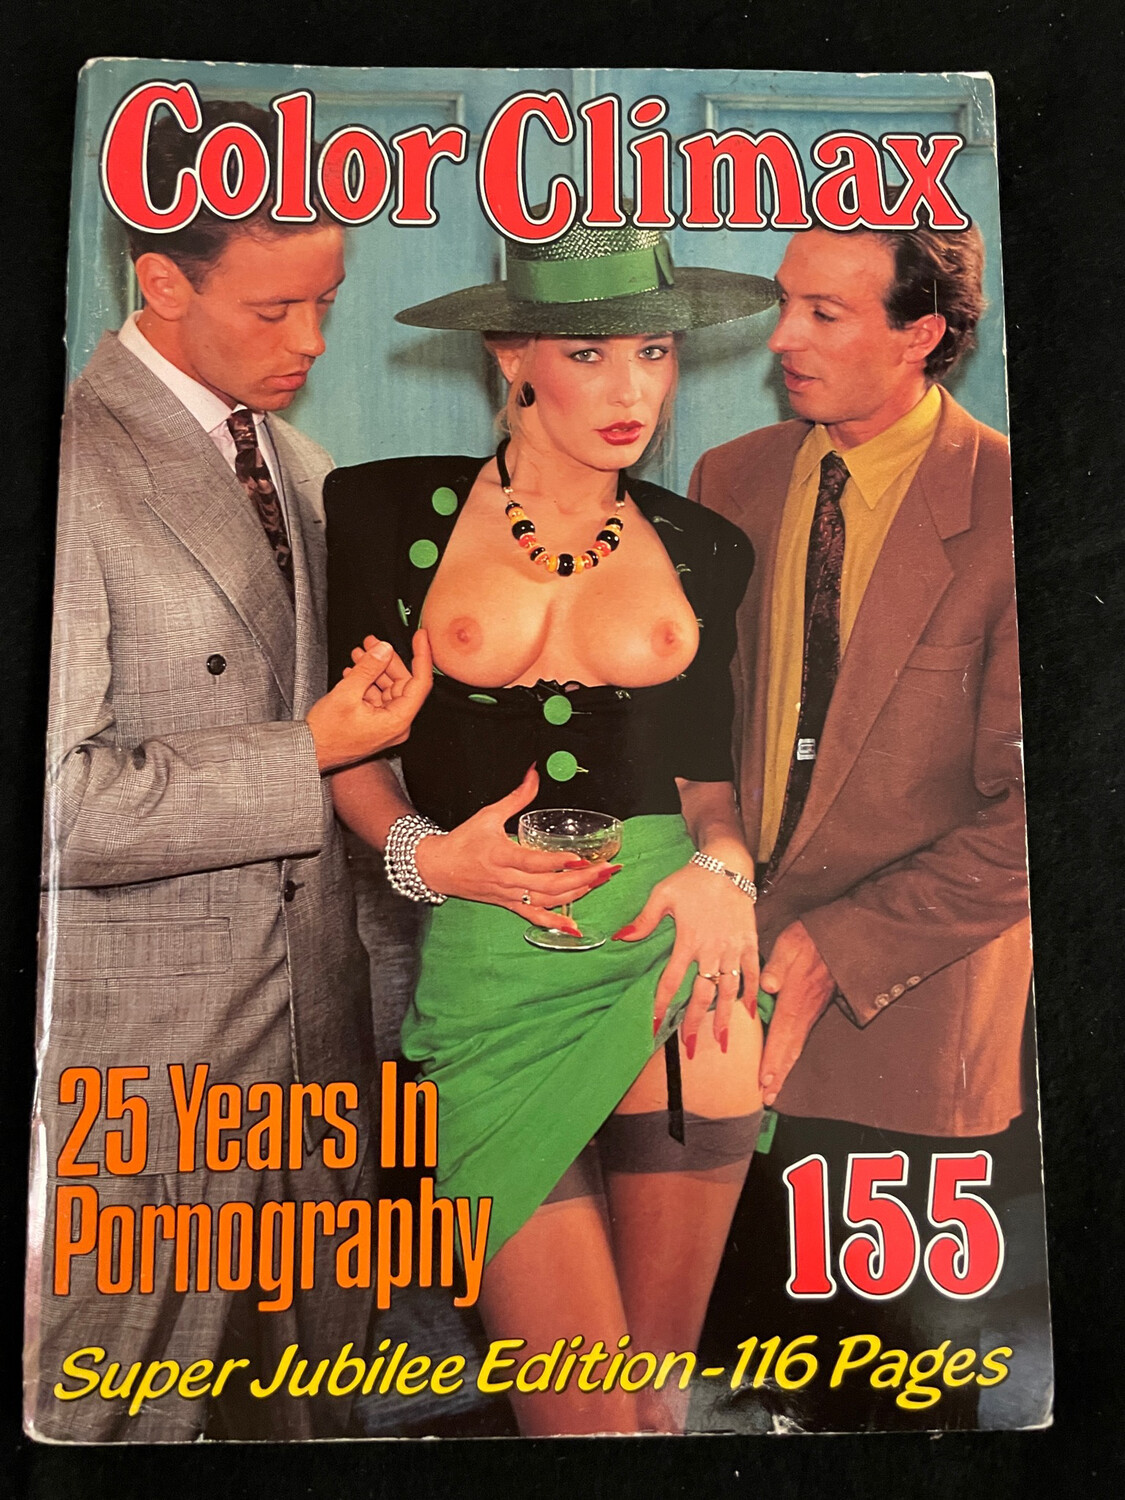 Color Climax
25 Years In
Pornography
155
Super Jubilee Edition-116 Pages